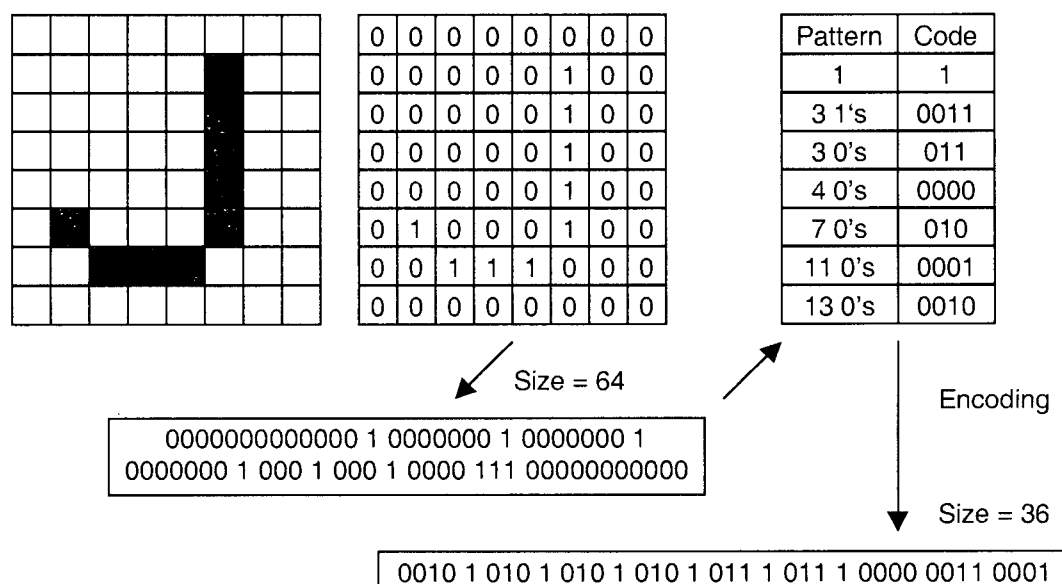 0 0 0 0 0 0 0 0
0 0 0 0 0 1 0 0
0 0 0 0 0 1 0 0
0 0 0 0 0 1 0 0
0 0 0 0 0 1 0 0
0 1 0 0 0 1 0 0
0 0 1 1 1 0 0 0
0 0 0 0 0 0 0 0
Pattern Code
1 1
3 1's 0011
3 0's 011
4 0's 0000
7 0's 010
11 0's 0001
13 0's 0010
Size = 64
0000000000000 1 0000000 1 0000000 1
0000000 1 000 1 000 1 0000 111 00000000000
Encoding
Size = 36
0010 1 010 1 010 1 010 1 011 1 011 1 0000 0011 0001